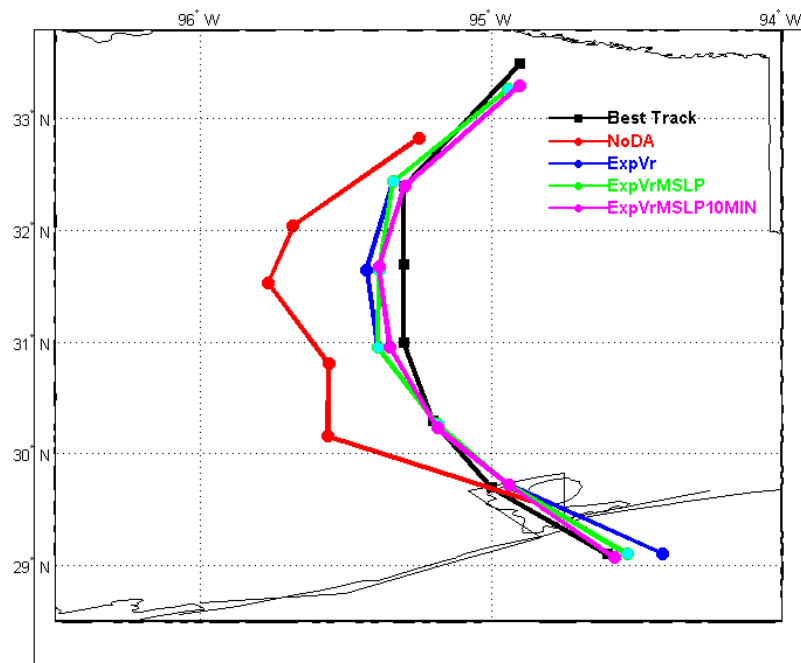 96° W
95° W
94° W
33° N
32° N
31° N
30° N
29° N
Best Track
NoDA
ExpVr
ExpVrMSLP
ExpVrMSLP10MIN